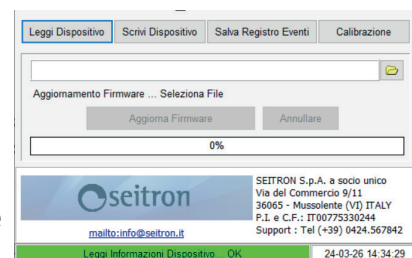 Leggi Dispositivo Scrivi Dispositivo Salva Registro Eventi Calibrazione
Aggiornamento Firmware ... Seleziona File
Aggiorna Firmware Annullare
0%
seitron
mailto:info@seitron.it
SEITRON S.p.A. a socio unico
Via del Commercio 9/11
36065 - Mussolente (VI) ITALY
P.I. e C.F.: IT00775330244
Support : Tel (+39) 0424.567842
Leggi Informazioni Dispositivo OK 24-03-26 14:34:29